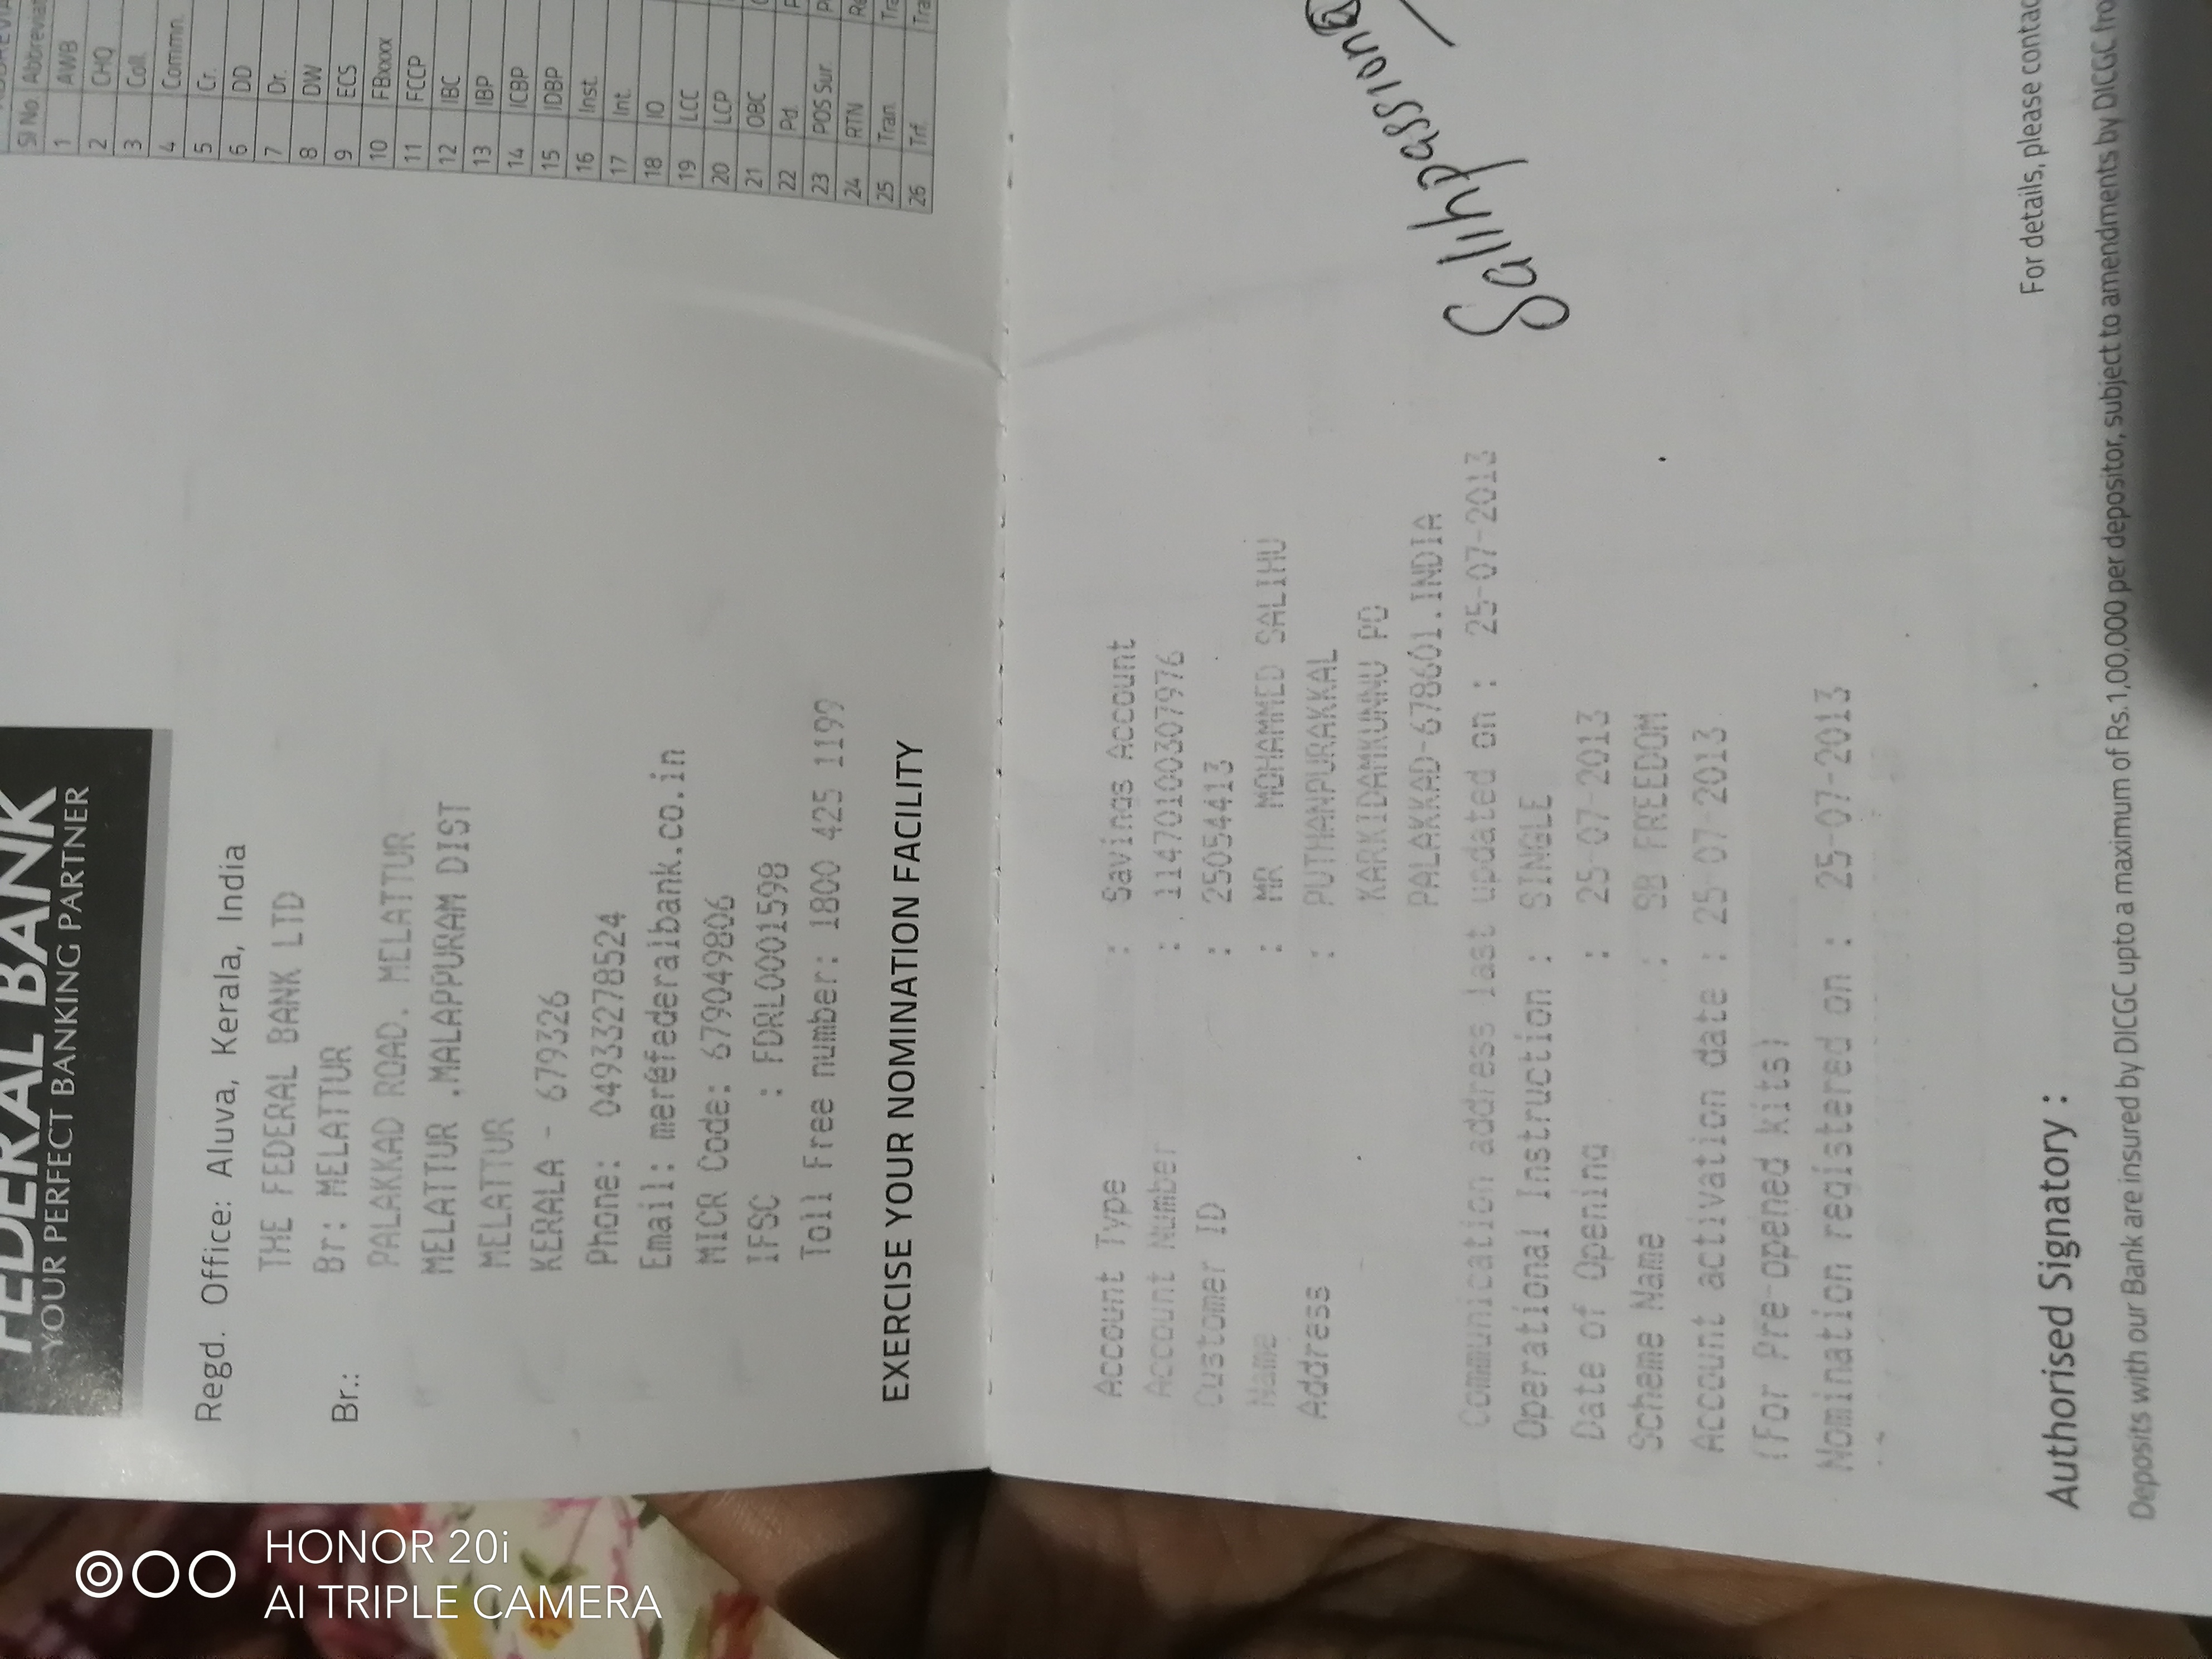 FEDERAL BANK
YOUR PERFECT BANKING PARTNER
Regd. Office: Aluva, Kerala, India
THE FEDERAL BANK LTD
Br.: Br: MELATTUR
PALAKKAD ROAD. MELATTUR
MELATTUR ,MALAPPURAM DIST
MELATTUR
KERALA - 679326
Phone: 04933278524
Email: mer@federalbank.co.in
MICR Code: 679049806
IFSC : FDRL0001598
Toll Free number: 1800 425 1199
EXERCISE YOUR NOMINATION FACILITY
Sl No. Abbreviat
1 AWB
2 CHQ
3 Coll.
4 Commn.
5 Cr.
6 DD
7 Dr.
8 DW
9 ECS
10 FBxxxx
11 FCCP
12 IBC
13 IBP
14 ICBP
15 IDBP
16 Inst.
17 Int.
18 IO
19 LCC
20 LCP
21 OBC
22 Pd.
23 POS Sur.
24 RTN
25 Tran Tra
26 Trf. Tra
Account Type : Savings Account
Account Number : 11470100307976
Customer ID : 25054413
Name : MR MOHAMMED SALIHU
Address : PUTHANPURAKKAL
KARKIDAMKUNNU PO
PALAKKAD-678601.INDIA
Communication address last updated on : 25-07-2013
Operational Instruction : SINGLE
Date of Opening : 25-07-2013
Scheme Name : SB FREEDOM
Account activation date : 25-07-2013
(For Pre-opened kits)
Nomination registered on : 25-07-2013
Salihpassion@
Authorised Signatory :
For details, please contac
Deposits with our Bank are insured by DICGC upto a maximum of Rs.1,00,000 per depositor, subject to amendments by DICGC fro
HONOR 20i
AI TRIPLE CAMERA